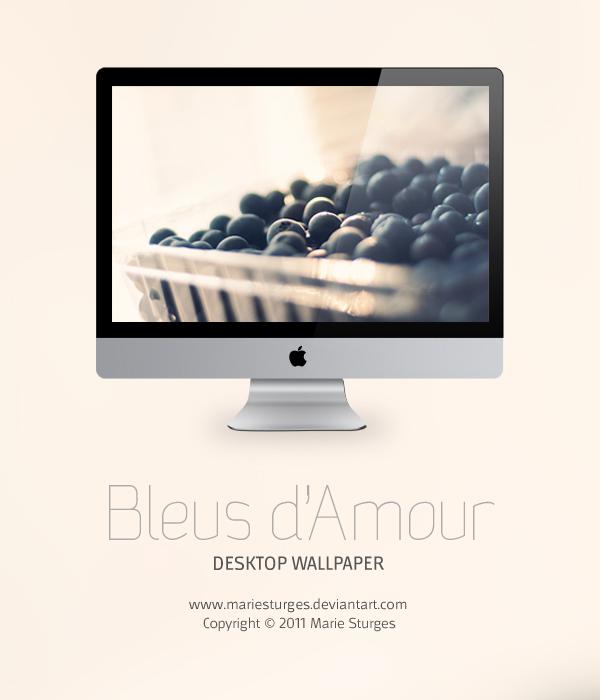 Bleus d'Amour
DESKTOP WALLPAPER
www.mariesturges.deviantart.com
Copyright © 2011 Marie Sturges